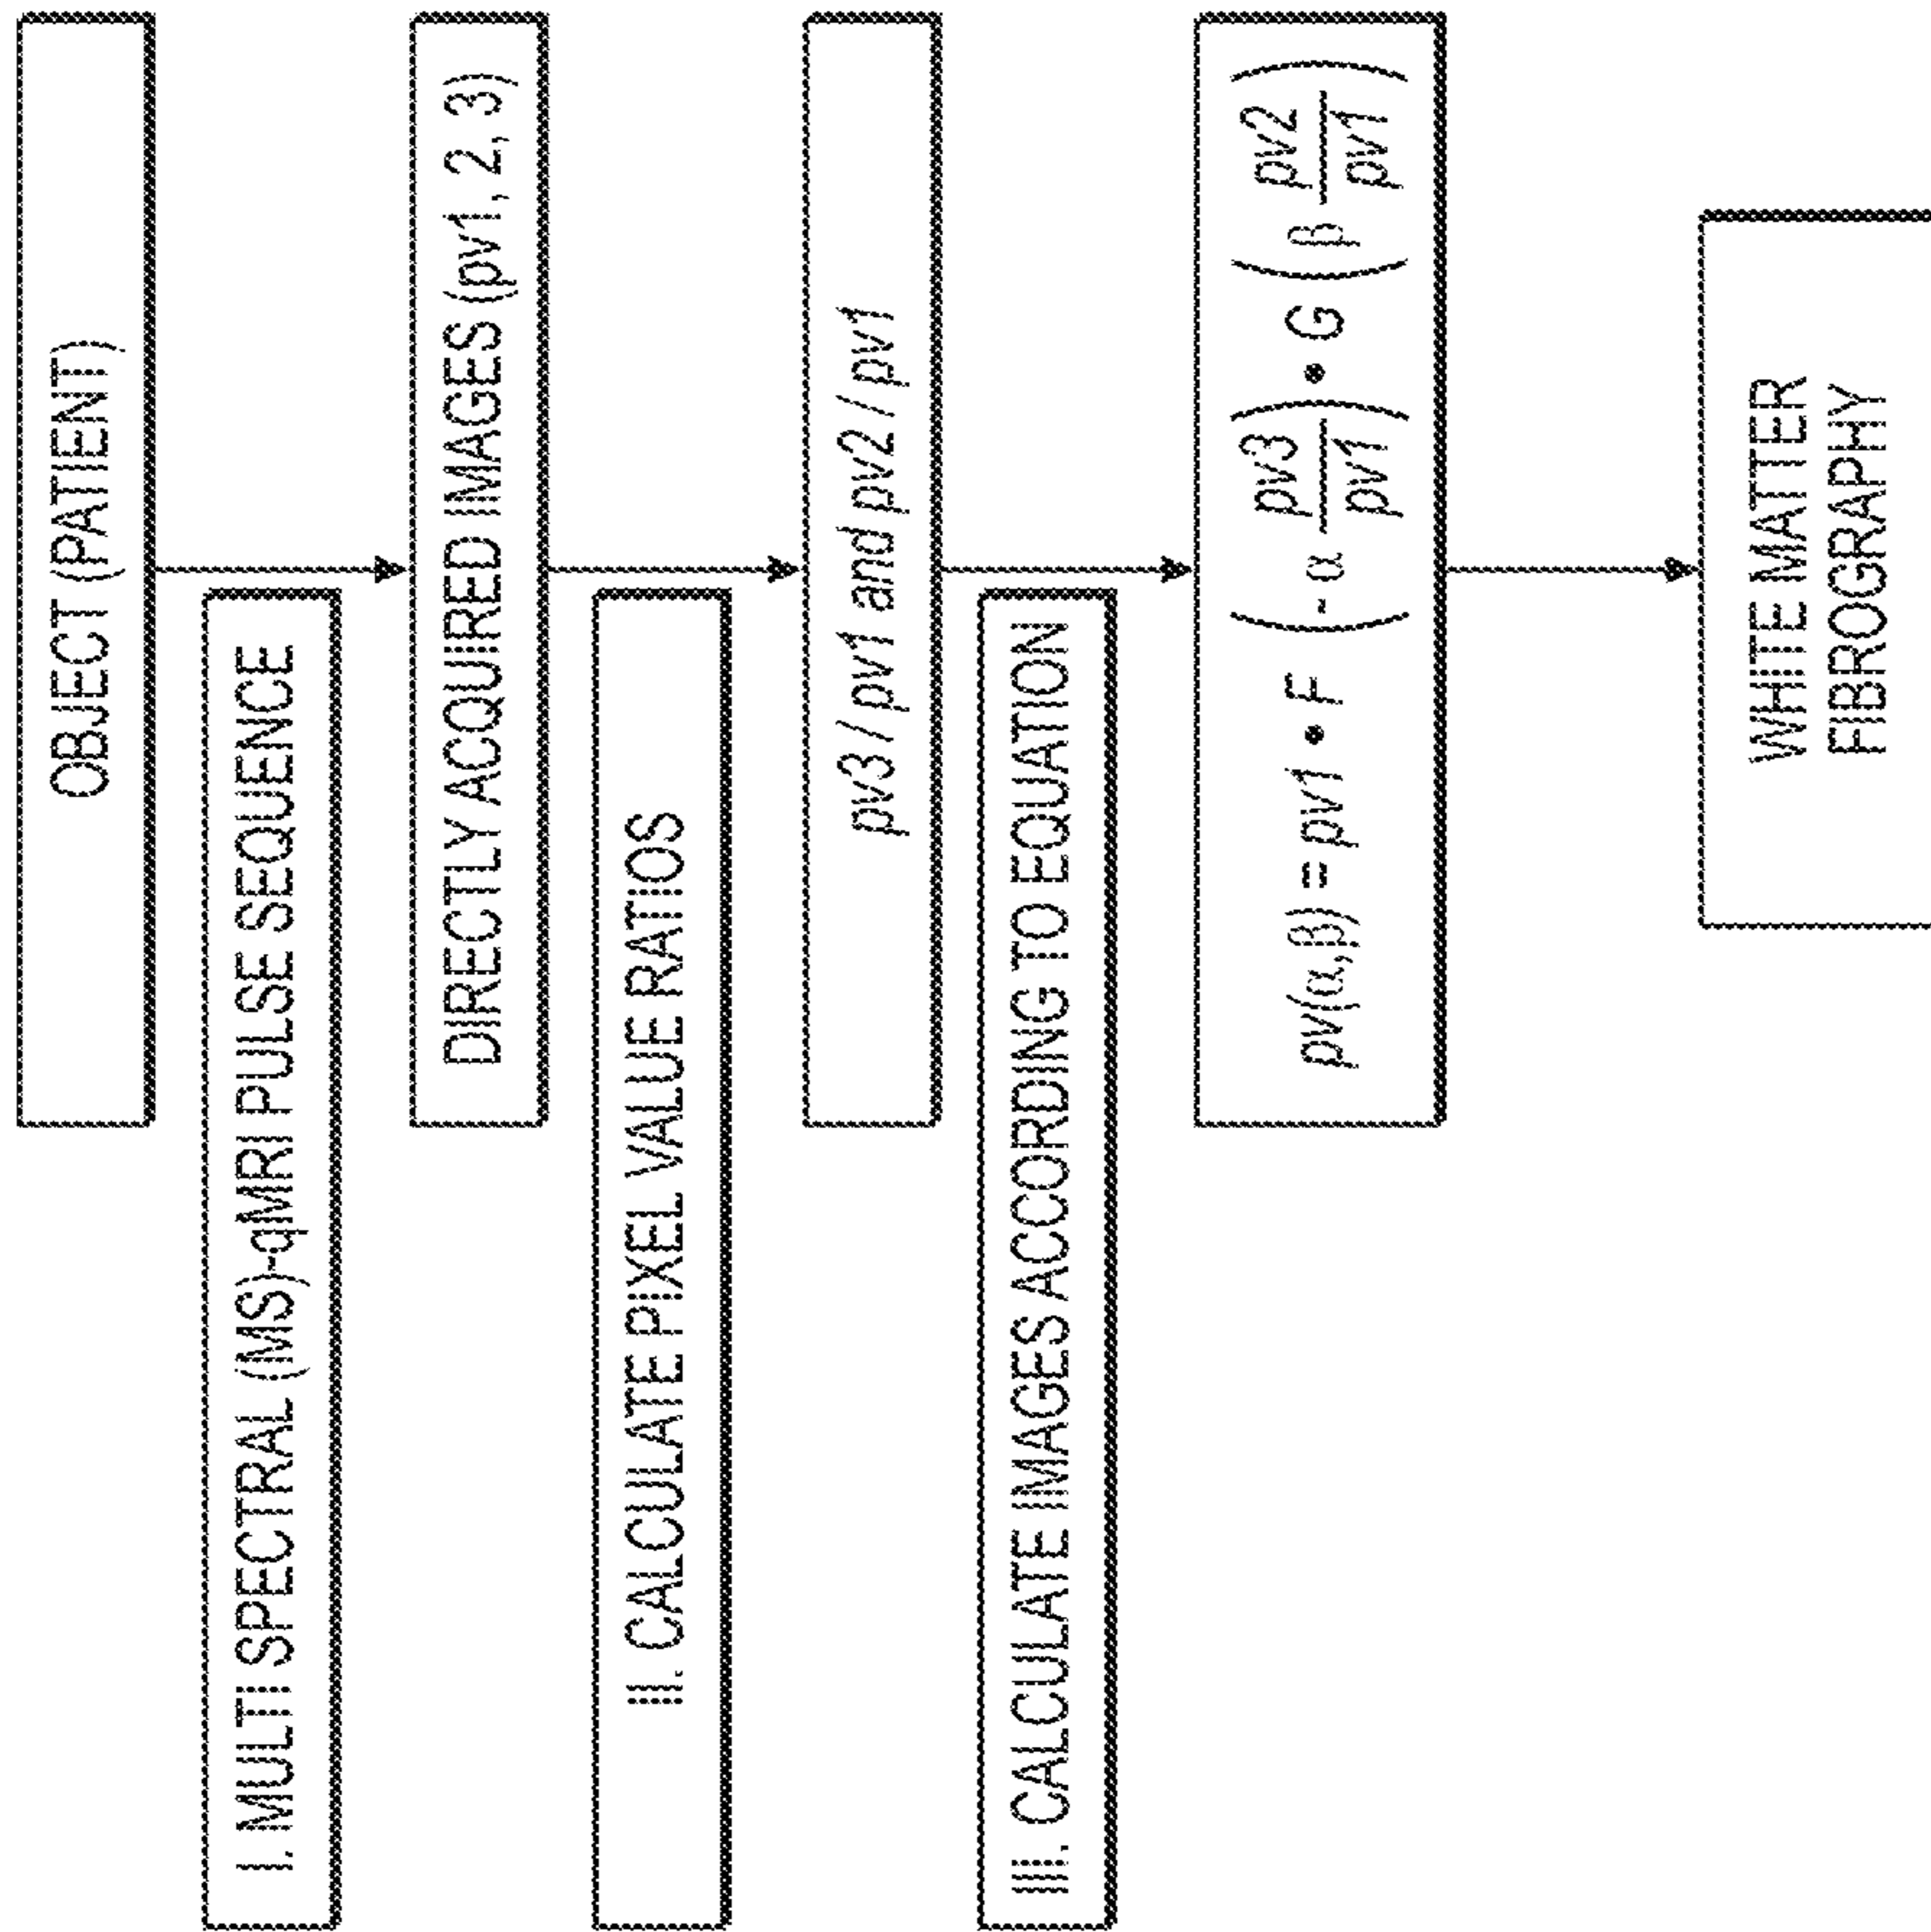 OBJECT (PATIENT)
I. MULTI SPECTRAL (MS)-qMRI PULSE SEQUENCE
DIRECTLY ACQUIRED IMAGES (pv1, 2, 3)
II. CALCULATE PIXEL VALUE RATIOS
pv3 / pv1 and pv2 / pv1
III. CALCULATE IMAGES ACCORDING TO EQUATION
pv(α,β) = pv1 • F (-α pv3/pv1) • G (β pv2/pv1)
WHITE MATTER
FIBROGRAPHY